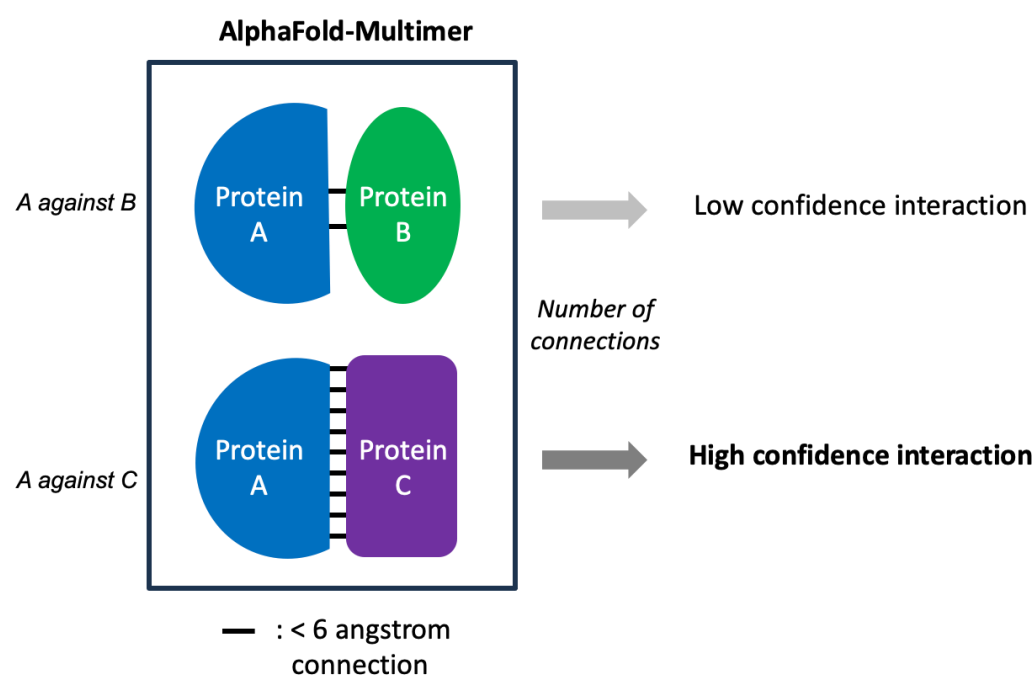 AlphaFold-Multimer
A against B
Protein
A
Protein
B
Low confidence interaction
Number of
connections
A against C
Protein
A
Protein
C
High confidence interaction
: < 6 angstrom
connection